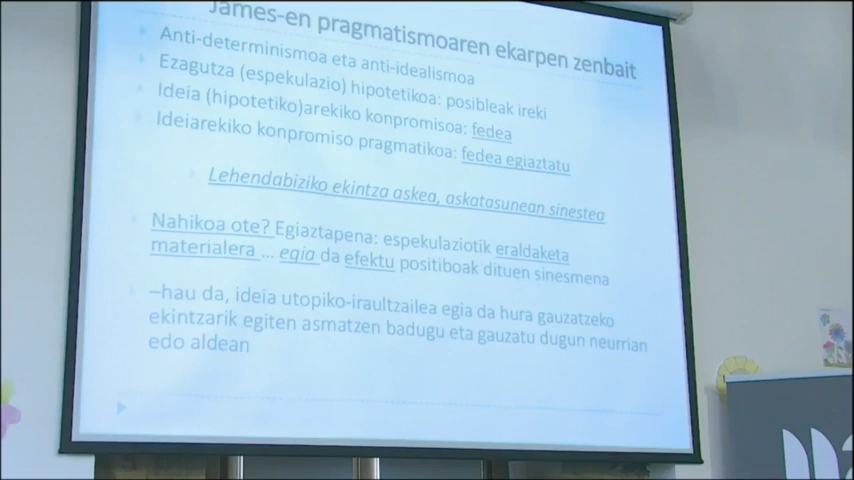 James-en pragmatismoaren ekarpen zenbait
Anti-determinismoa eta anti-idealismoa
Ezagutza (espekulazio) hipotetikoa: posibleak ireki
Ideia (hipotetiko)arekiko konpromisoa: fedea
Ideiarekiko konpromiso pragmatikoa: fedea egiaztatu
Lehendabiziko ekintza askea, askatasunean sinestea
Nahikoa ote? Egiaztapena: espekulaziotik eraldaketa
materialera ... egia da efektu positiboak dituen sinesmena
–hau da, ideia utopiko-iraultzailea egia da hura gauzatzeko
ekintzarik egiten asmatzen badugu eta gauzatu dugun neurrian
edo aldean